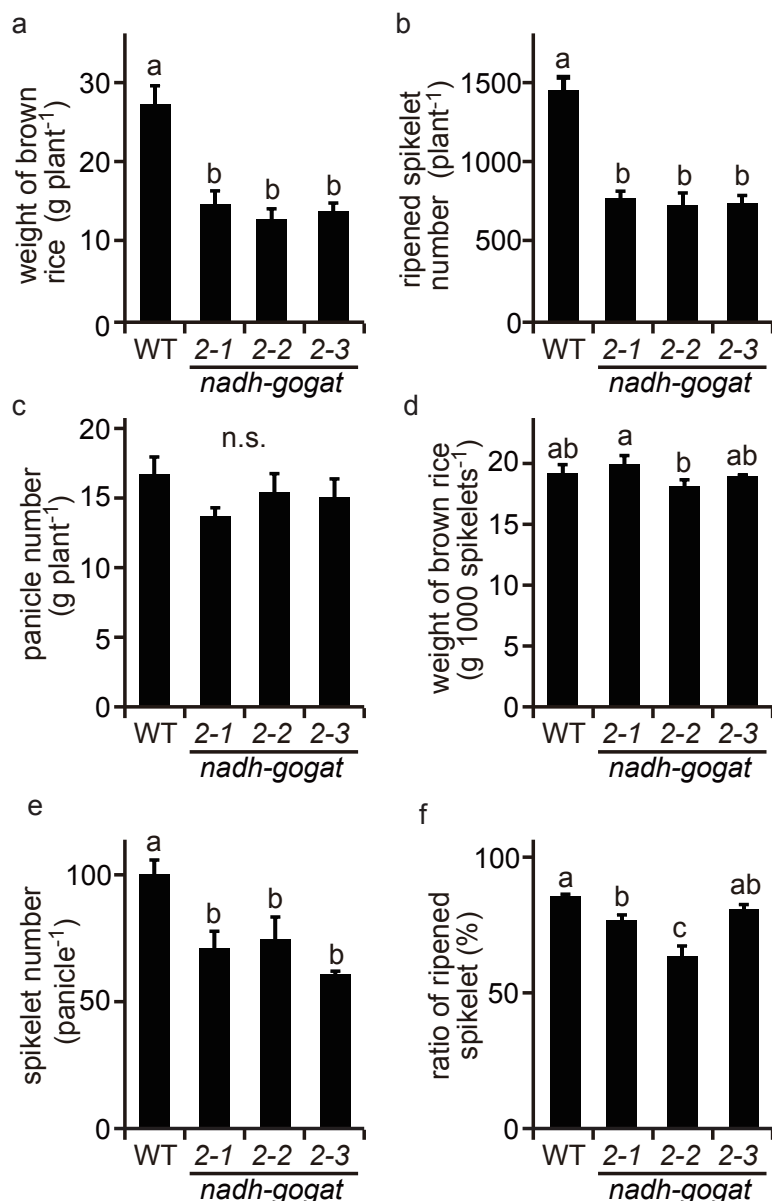 a
weight of brown
rice (g plant-1)
30
20
10
0
a
b
b
b
WT 2-1 2-2 2-3
nadh-gogat
b
ripened spikelet
number (plant-1)
1500
1000
500
0
a
b
b
b
WT 2-1 2-2 2-3
nadh-gogat
c
panicle number
(g plant-1)
20
15
10
5
0
n.s.
WT 2-1 2-2 2-3
nadh-gogat
d
weight of brown rice
(g 1000 spikelets-1)
20
15
10
5
0
ab
a
b
ab
WT 2-1 2-2 2-3
nadh-gogat
e
spikelet number
(panicle-1)
100
50
0
a
b
b
b
WT 2-1 2-2 2-3
nadh-gogat
f
ratio of ripened
spikelet (%)
100
50
0
a
b
c
ab
WT 2-1 2-2 2-3
nadh-gogat